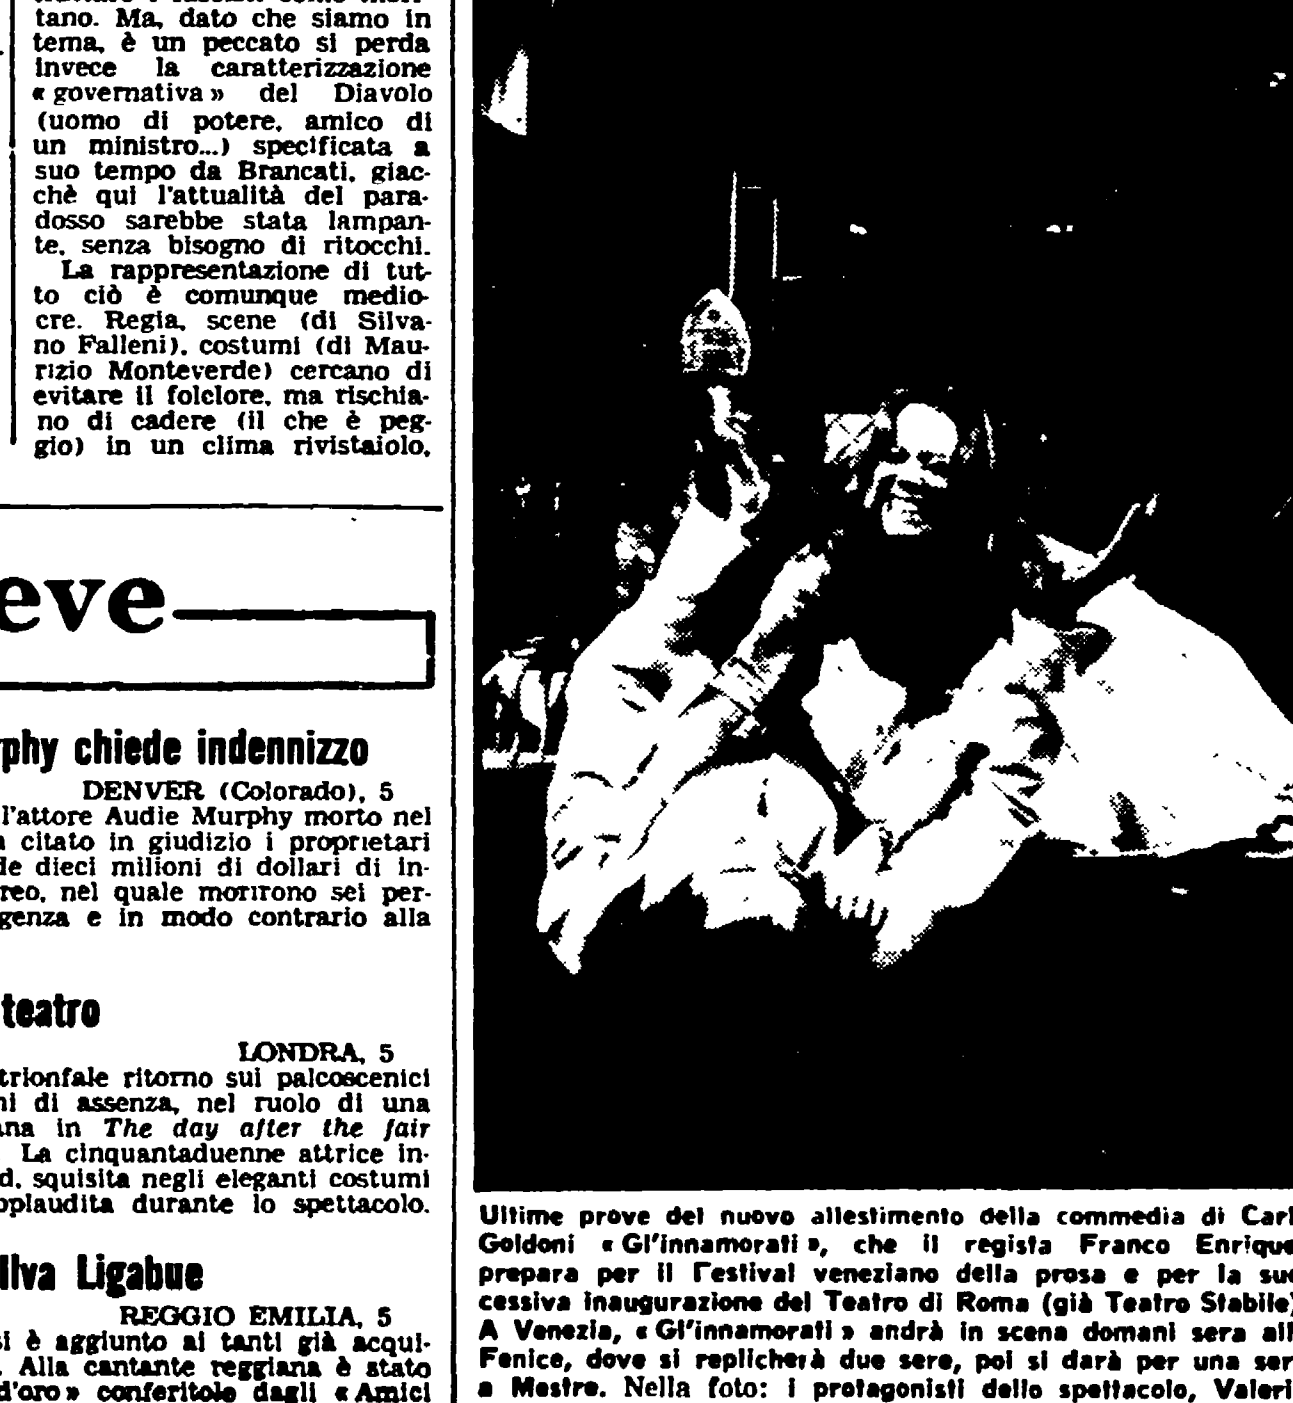 tano. Ma, dato che siamo in
tema, è un peccato si perda
invece la caratterizzazione
« governativa » del Diavolo
(uomo di potere, amico di
un ministro...) specificata a
suo tempo da Brancati, giac-
chè qui l'attualità del para-
dosso sarebbe stata lampan-
te, senza bisogno di ritocchi.
La rappresentazione di tut-
to ciò è comunque medio-
cre. Regia, scene (di Silva-
no Falleni), costumi (di Mau-
rizio Monteverde) cercano di
evitare il folclore, ma rischia-
no di cadere (il che è peg-
gio) in un clima rivistaiolo,
eve
phy chiede indennizzo
DENVER (Colorado), 5
l'attore Audie Murphy morto nel
citato in giudizio i proprietari
de dieci milioni di dollari di in-
reo, nel quale morirono sei per-
genza e in modo contrario alla
teatro
LONDRA, 5
trionfale ritorno sui palcoscenici
ni di assenza, nel ruolo di una
ana in The day after the fair
La cinquantaduenne attrice in-
d, squisita negli eleganti costumi
pplaudita durante lo spettacolo.
lva Ligabue
REGGIO EMILIA, 5
si è aggiunto ai tanti già acqui-
. Alla cantante reggiana è stato
d'oro » conferitole dagli « Amici
Ultime prove del nuovo allestimento della commedia di Carl
Goldoni « Gl'innamorati », che il regista Franco Enrique
prepara per il Festival veneziano della prosa e per la suc
cessiva inaugurazione del Teatro di Roma (già Teatro Stabile)
A Venezia, « Gl'innamorati » andrà in scena domani sera all
Fenice, dove si replicherà due sere, poi si darà per una ser
a Mestre. Nella foto: i protagonisti dello spettacolo, Valeri